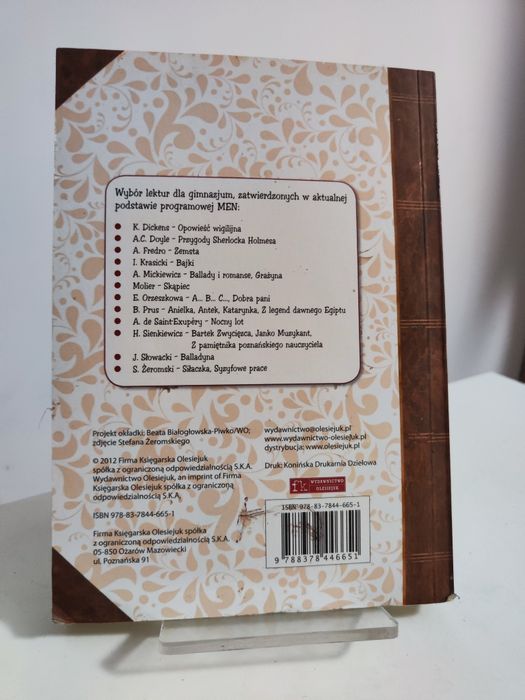 Wybór lektur dla gimnazjum, zatwierdzonych w aktualnej
podstawie programowej MEN:
K. Dickens – Opowieść wigilijna
A.C. Doyle – Przygody Sherlocka Holmesa
A. Fredro – Zemsta
I. Krasicki – Bajki
A. Mickiewicz – Ballady i romanse, Grażyna
Molier – Skąpiec
E. Orzeszkowa – A... B... C..., Dobra pani
B. Prus – Anielka, Antek, Katarynka, Z legend dawnego Egiptu
A. de Saint-Exupéry – Nocny lot
H. Sienkiewicz – Bartek Zwycięzca, Janko Muzykant,
Z pamiętnika poznańskiego nauczyciela
J. Słowacki – Balladyna
S. Żeromski – Siłaczka, Syzyfowe prace
Projekt okładki: Beata Białogłowska-Piwko/WO;
zdjęcie Stefana Żeromskiego
© 2012 Firma Księgarska Olesiejuk
spółka z ograniczoną odpowiedzialnością S.K.A.
Wydawnictwo Olesiejuk, an imprint of Firma
Księgarska Olesiejuk spółka z ograniczoną
odpowiedzialnością S.K.A.
ISBN 978-83-7844-665-1
Firma Księgarska Olesiejuk spółka
z ograniczoną odpowiedzialnością S.K.A.
05-850 Ożarów Mazowiecki
ul. Poznańska 91
wydawnictwo@olesiejuk.pl
www.wydawnictwo-olesiejuk.pl
dystrybucja: www.olesiejuk.pl
Druk: Konińska Drukarnia Dziełowa
fk WYDAWNICTWO
OLESIEJUK
ISBN 978-83-7844-665-1
9 788378 446651